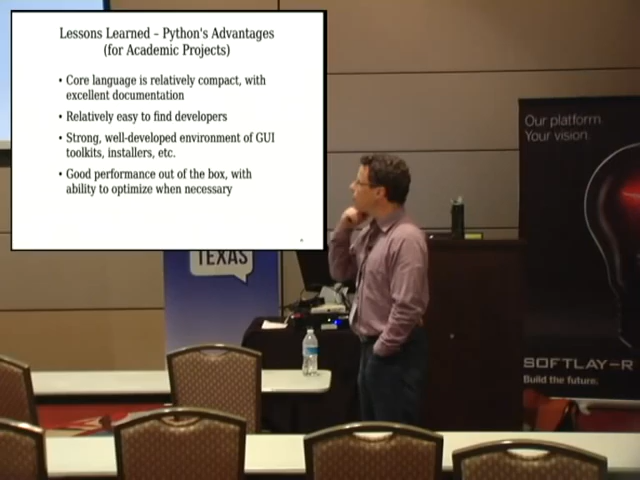 Lessons Learned – Python's Advantages
(for Academic Projects)
• Core language is relatively compact, with
excellent documentation
• Relatively easy to find developers
• Strong, well-developed environment of GUI
toolkits, installers, etc.
• Good performance out of the box, with
ability to optimize when necessary
TEXAS
Our platform.
Your vision.
SOFTLAY-R
Build the future.